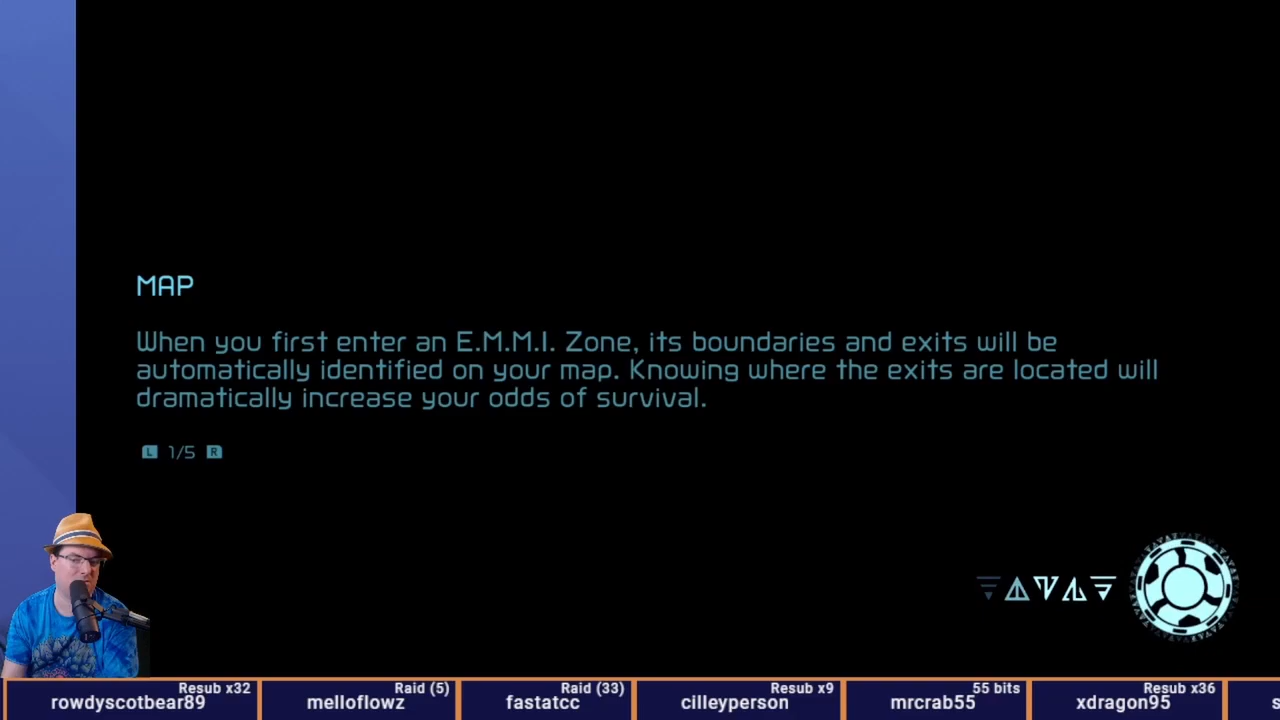 MAP
When you first enter an E.M.M.I. Zone, its boundaries and exits will be
automatically identified on your map. Knowing where the exits are located will
dramatically increase your odds of survival.
L 1/5 R
Resub x32
rowdyscotbear89
Raid (5)
melloflowz
Raid (33)
fastatcc
Resub x9
cilleyperson
55 bits
mrcrab55
Resub x36
xdragon95